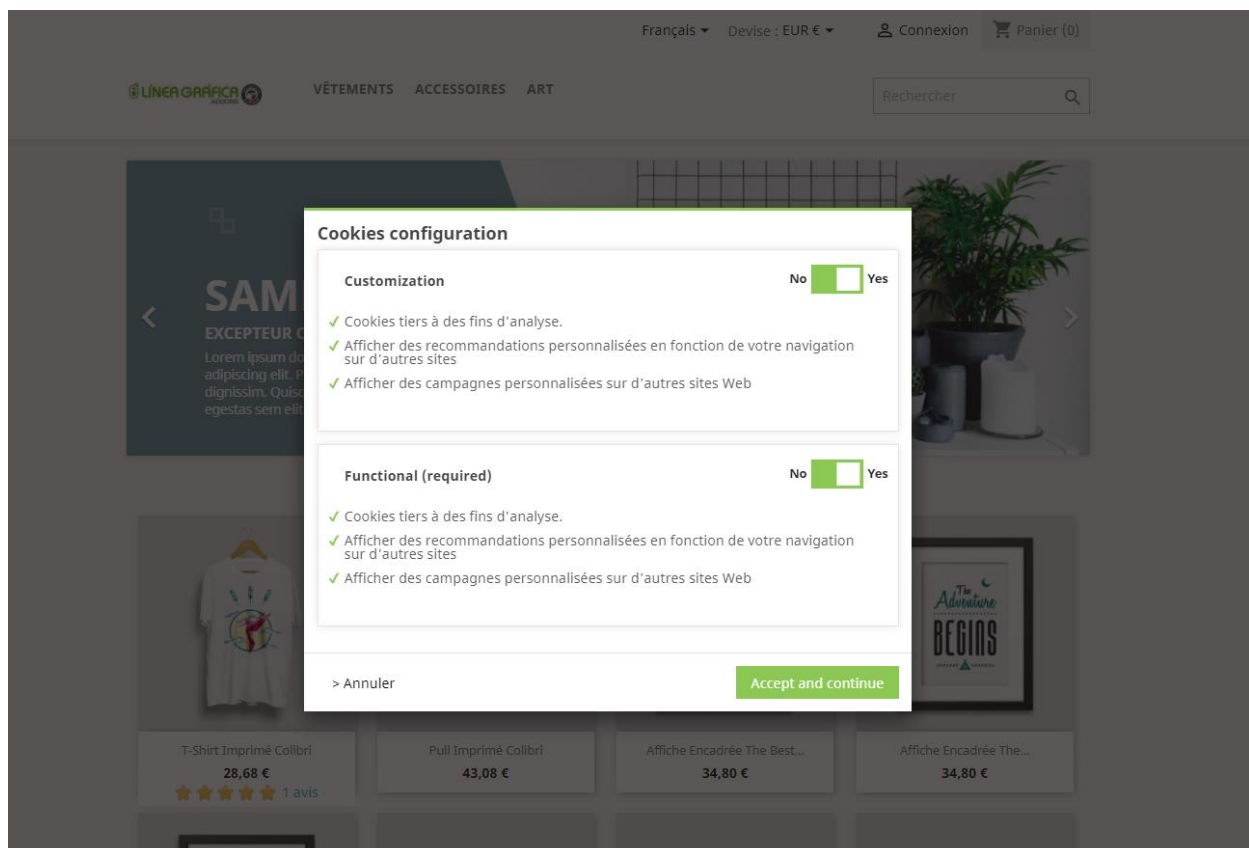 Français Devise : EUR € Connexion Panier (0)
LÍNEA GRÁFICA
ADDONS
VÊTEMENTS ACCESSOIRES ART
Rechercher
SAM
EXCEPTEUR
Lorem ipsum
adipiscing elit.
dignissim.
egestas sem elit
Cookies configuration
Customization No Yes
Cookies tiers à des fins d'analyse.
Afficher des recommandations personnalisées en fonction de votre navigation
sur d'autres sites
Afficher des campagnes personnalisées sur d'autres sites Web
Functional (required) No Yes
Cookies tiers à des fins d'analyse.
Afficher des recommandations personnalisées en fonction de votre navigation
sur d'autres sites
Afficher des campagnes personnalisées sur d'autres sites Web
> Annuler Accept and continue
The
Adventure
BEGINS
T-Shirt Imprimé Colibri Pull Imprimé Colibri Affiche Encadrée The Best... Affiche Encadrée The...
28,68 € 43,08 € 34,80 € 34,80 €
1 avis